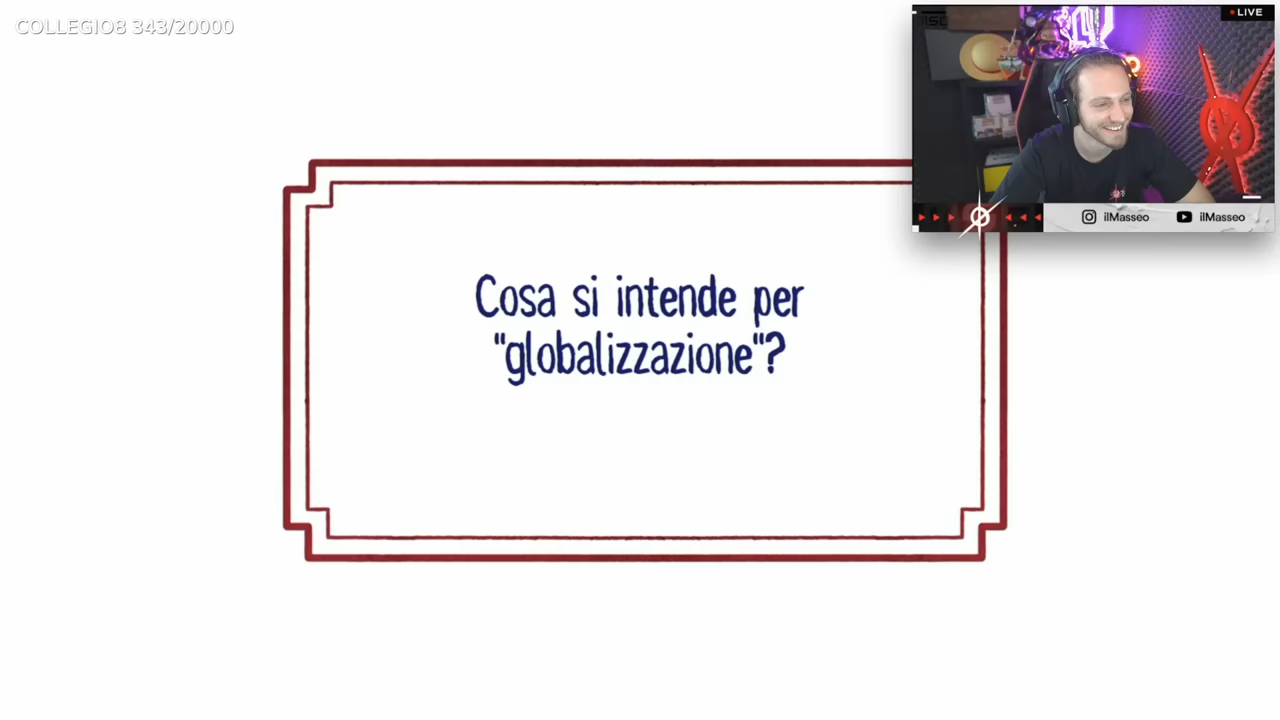 COLLEGIO8 343/20000
LIVE
ilMasseo ilMasseo
Cosa si intende per
"globalizzazione"?